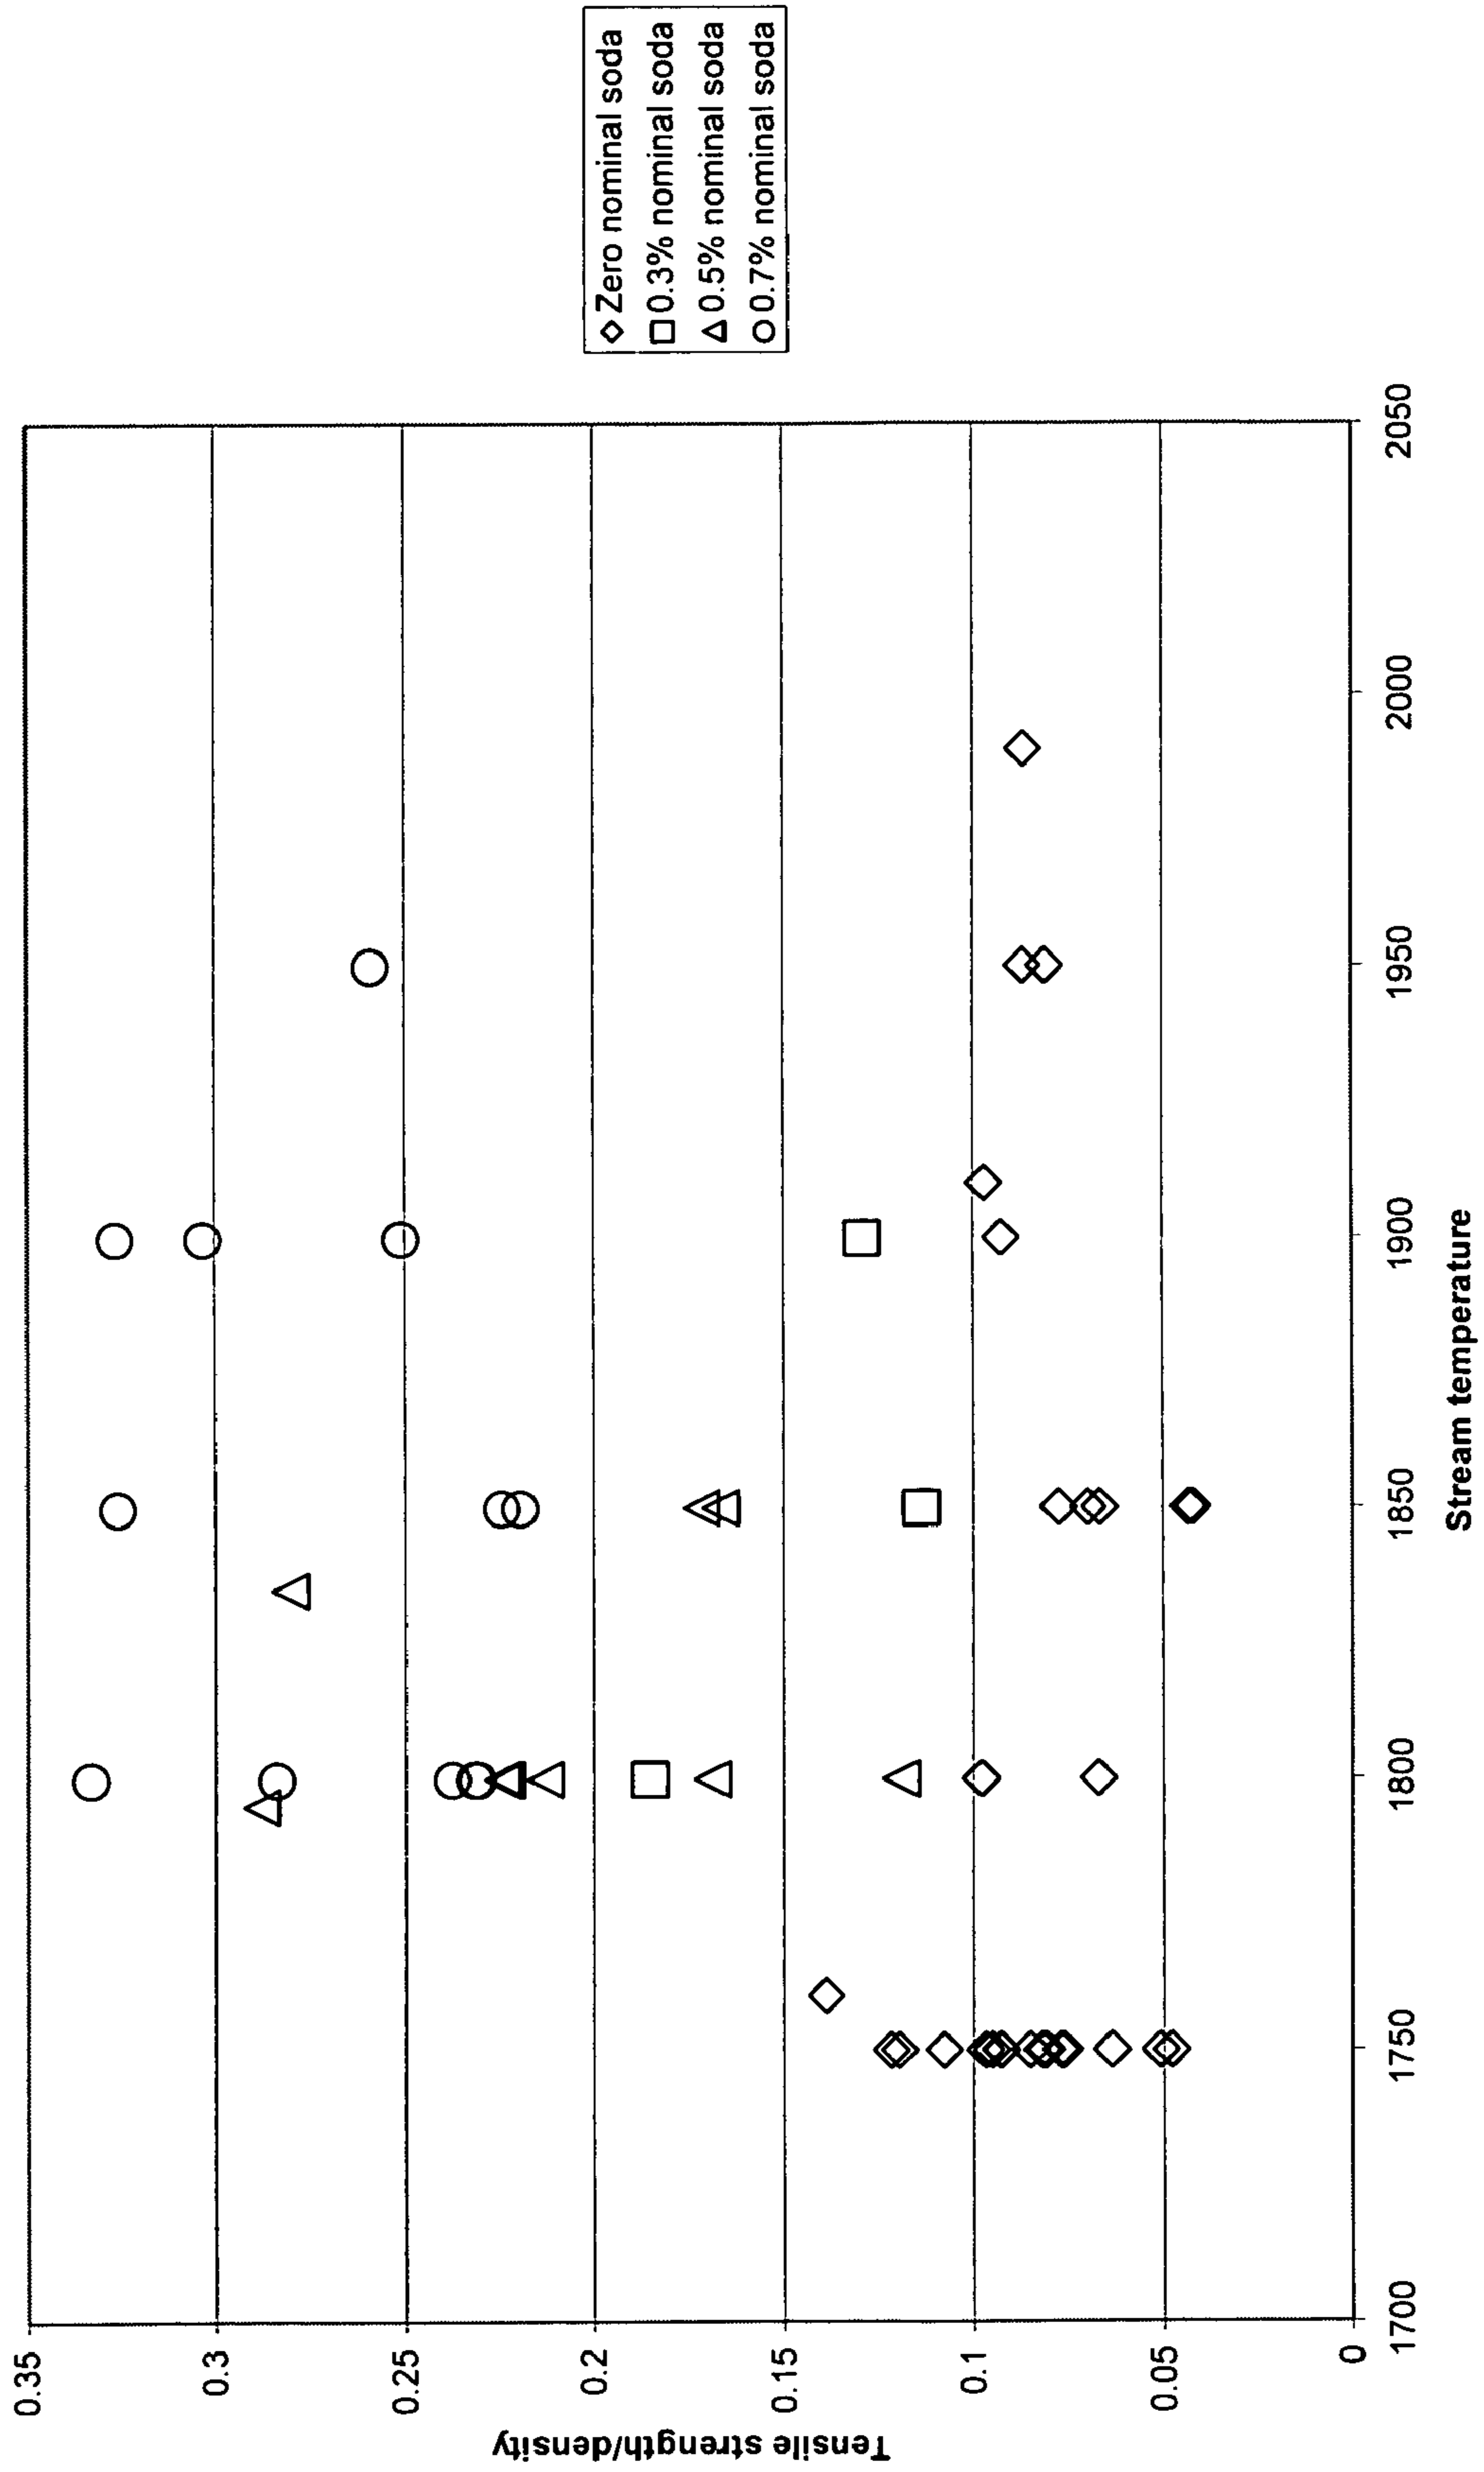 Tensile strength/density
0.35
0.3
0.25
0.2
0.15
0.1
0.05
0
1700
1750
1800
1850
1900
1950
2000
2050
Stream temperature
Zero nominal soda
0.3% nominal soda
0.5% nominal soda
0.7% nominal soda